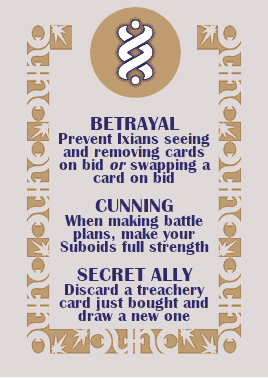 BETRAYAL
Prevent Ixians seeing
and removing cards
on bid or swapping a
card on bid
CUNNING
When making battle
plans, make your
Suboids full strength
SECRET ALLY
Discard a treachery
card just bought and
draw a new one